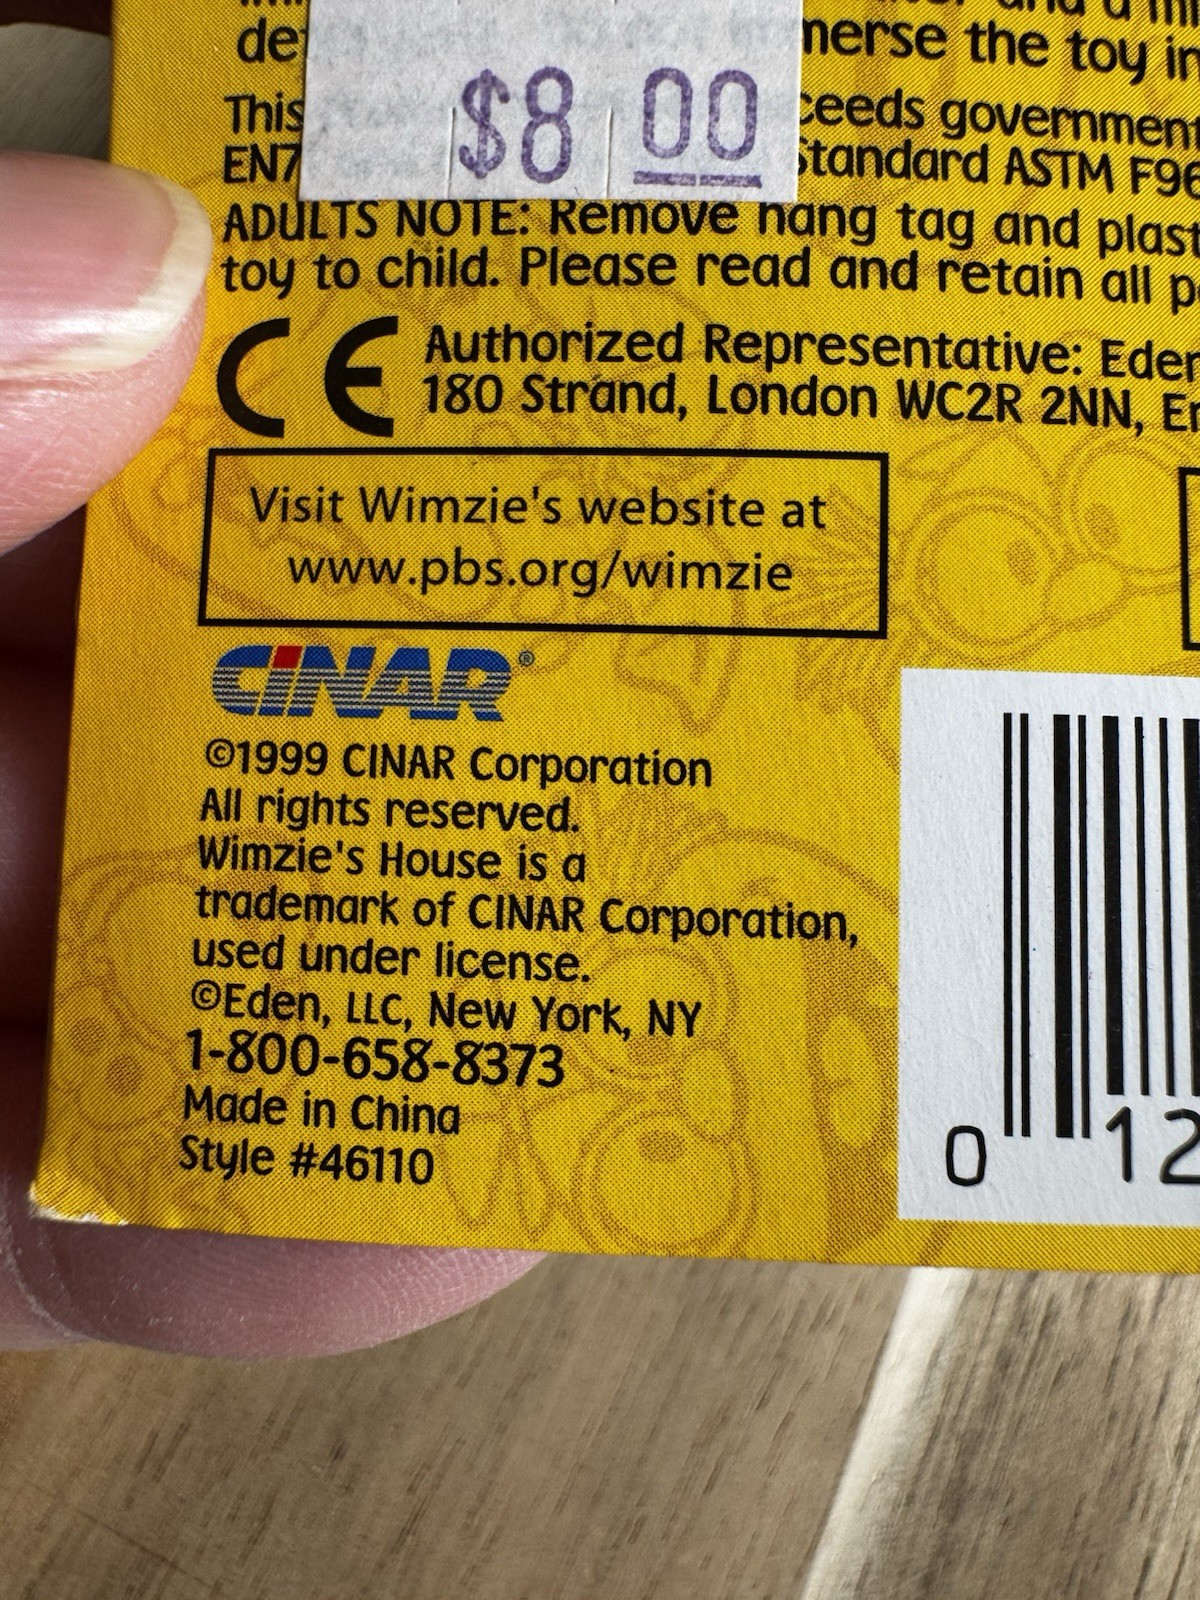 and a mi
de
merse the toy in
$8 00
This
ceeds government
EN7
Standard ASTM F96
ADULTS NOTE: Remove hang tag and plast
toy to child. Please read and retain all p
CE
Authorized Representative: Eden
180 Strand, London WC2R 2NN, En
Visit Wimzie's website at
www.pbs.org/wimzie
CINAR®
©1999 CINAR Corporation
All rights reserved.
Wimzie's House is a
trademark of CINAR Corporation,
used under license.
©Eden, LLC, New York, NY
1-800-658-8373
Made in China
Style #46110
0 12